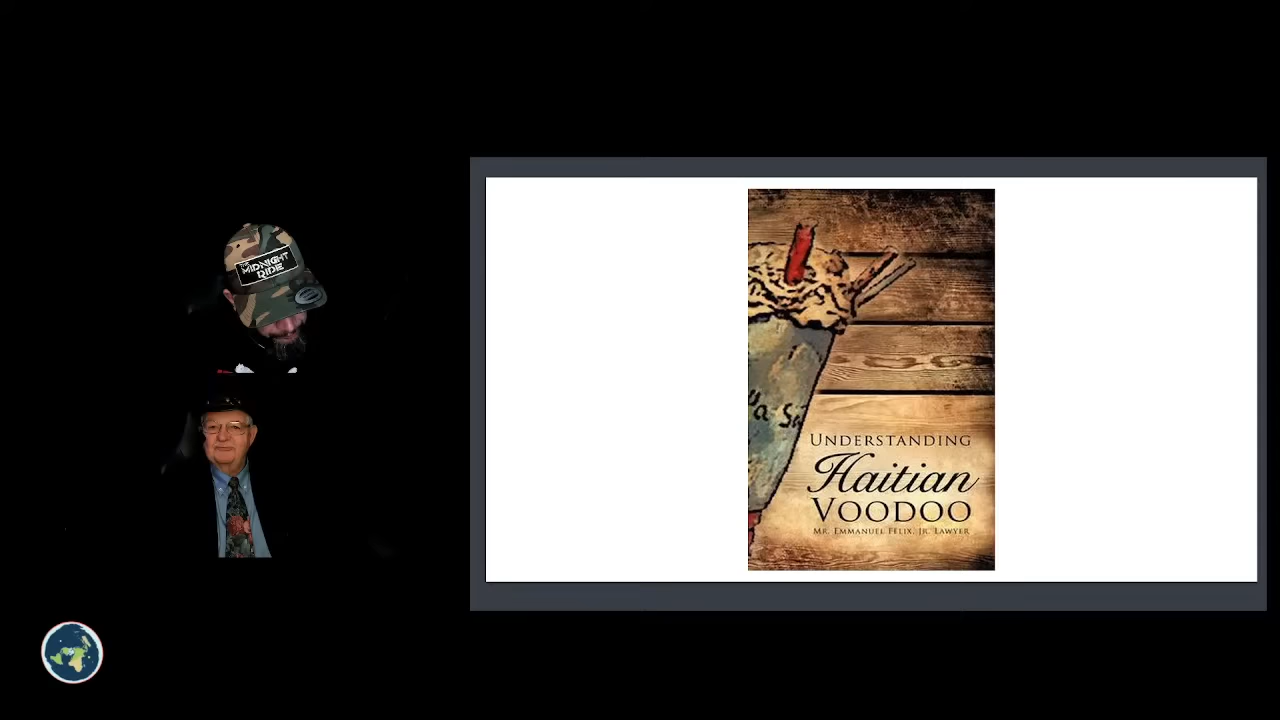 THE
MIDNIGHT
RIDE
UNDERSTANDING
Haitian
VOODOO
MR. EMMANUEL FELIX, JR. LAWYER